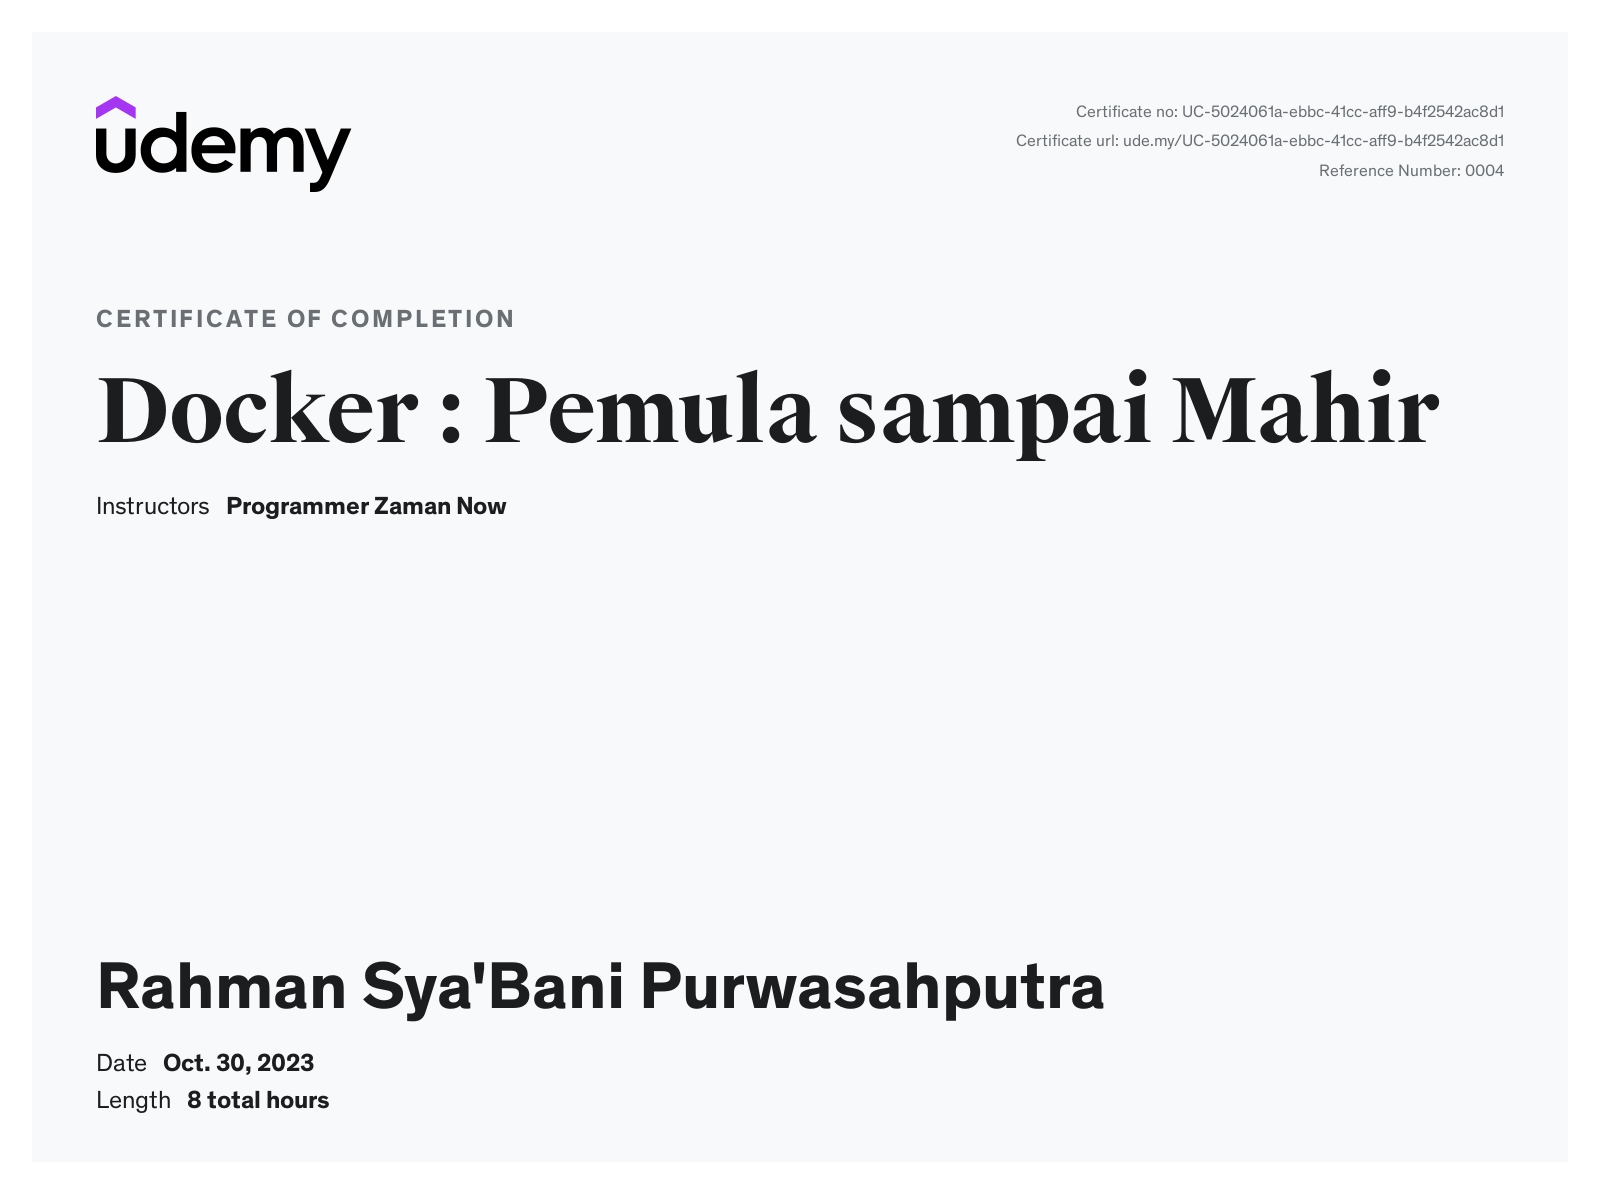 udemy
Certificate no: UC-5024061a-ebbc-41cc-aff9-b4f2542ac8d1
Certificate url: ude.my/UC-5024061a-ebbc-41cc-aff9-b4f2542ac8d1
Reference Number: 0004
CERTIFICATE OF COMPLETION
Docker : Pemula sampai Mahir
Instructors Programmer Zaman Now
Rahman Sya'Bani Purwasahputra
Date Oct. 30, 2023
Length 8 total hours